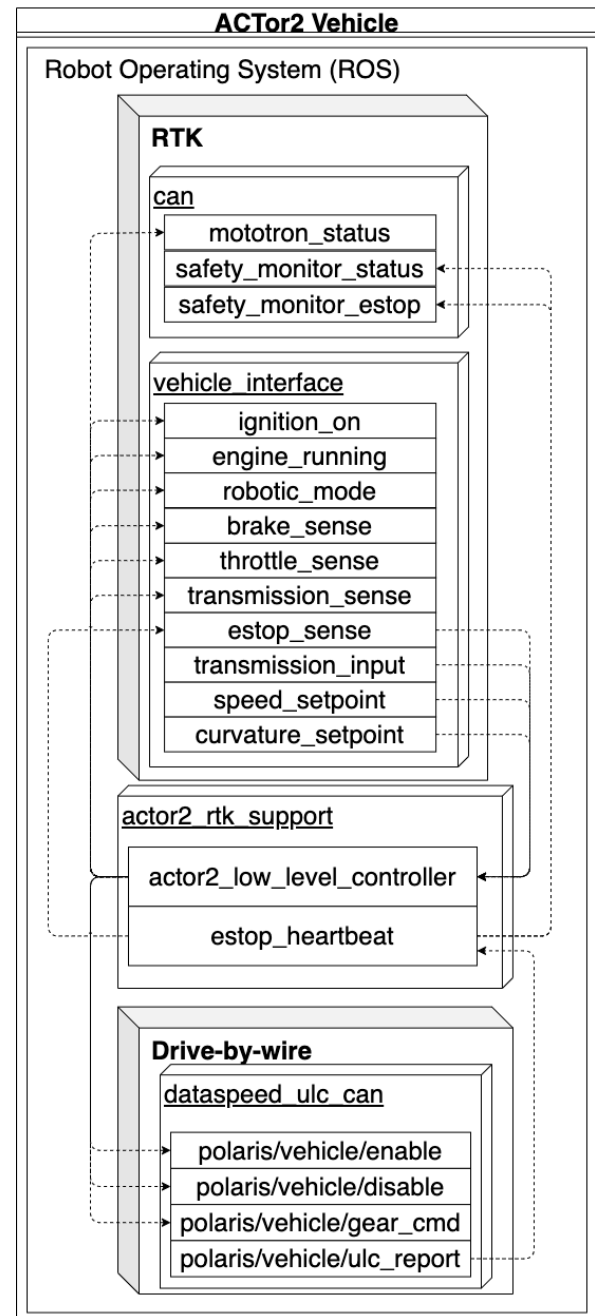 ACTor2 Vehicle
Robot Operating System (ROS)
RTK
can
mototron_status
safety_monitor_status
safety_monitor_estop
vehicle_interface
ignition_on
engine_running
robotic_mode
brake_sense
throttle_sense
transmission_sense
estop_sense
transmission_input
speed_setpoint
curvature_setpoint
actor2_rtk_support
actor2_low_level_controller
estop_heartbeat
Drive-by-wire
dataspeed_ulc_can
polaris/vehicle/enable
polaris/vehicle/disable
polaris/vehicle/gear_cmd
polaris/vehicle/ulc_report